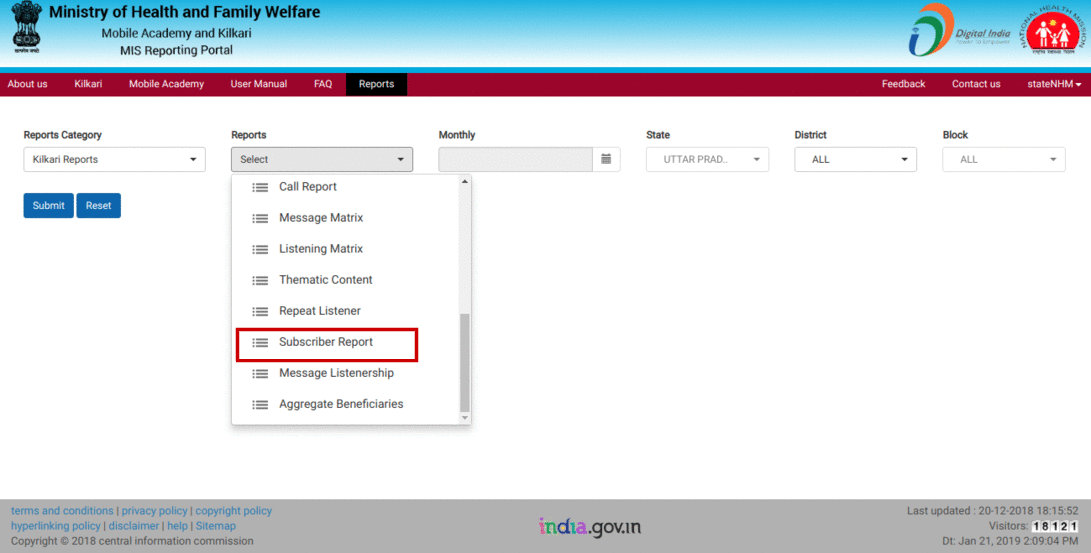 Ministry of Health and Family Welfare
Mobile Academy and Kilkari
MIS Reporting Portal
सत्यमेव जयते
Digital India
Power To Empower
NATIONAL HEALTH MISSION
About us Kilkari Mobile Academy User Manual FAQ Reports Feedback Contact us stateNHM
Reports Category Reports Monthly State District Block
Kilkari Reports Select UTTAR PRAD.. ALL ALL
Submit Reset
Call Report
Message Matrix
Listening Matrix
Thematic Content
Repeat Listener
Subscriber Report
Message Listenership
Aggregate Beneficiaries
terms and conditions | privacy policy | copyright policy
hyperlinking policy | disclaimer | help | Sitemap
Copyright © 2018 central information commission
india.gov.in
Last updated : 20-12-2018 18:15:52
Visitors: 18121
Dt: Jan 21, 2019 2:09:04 PM